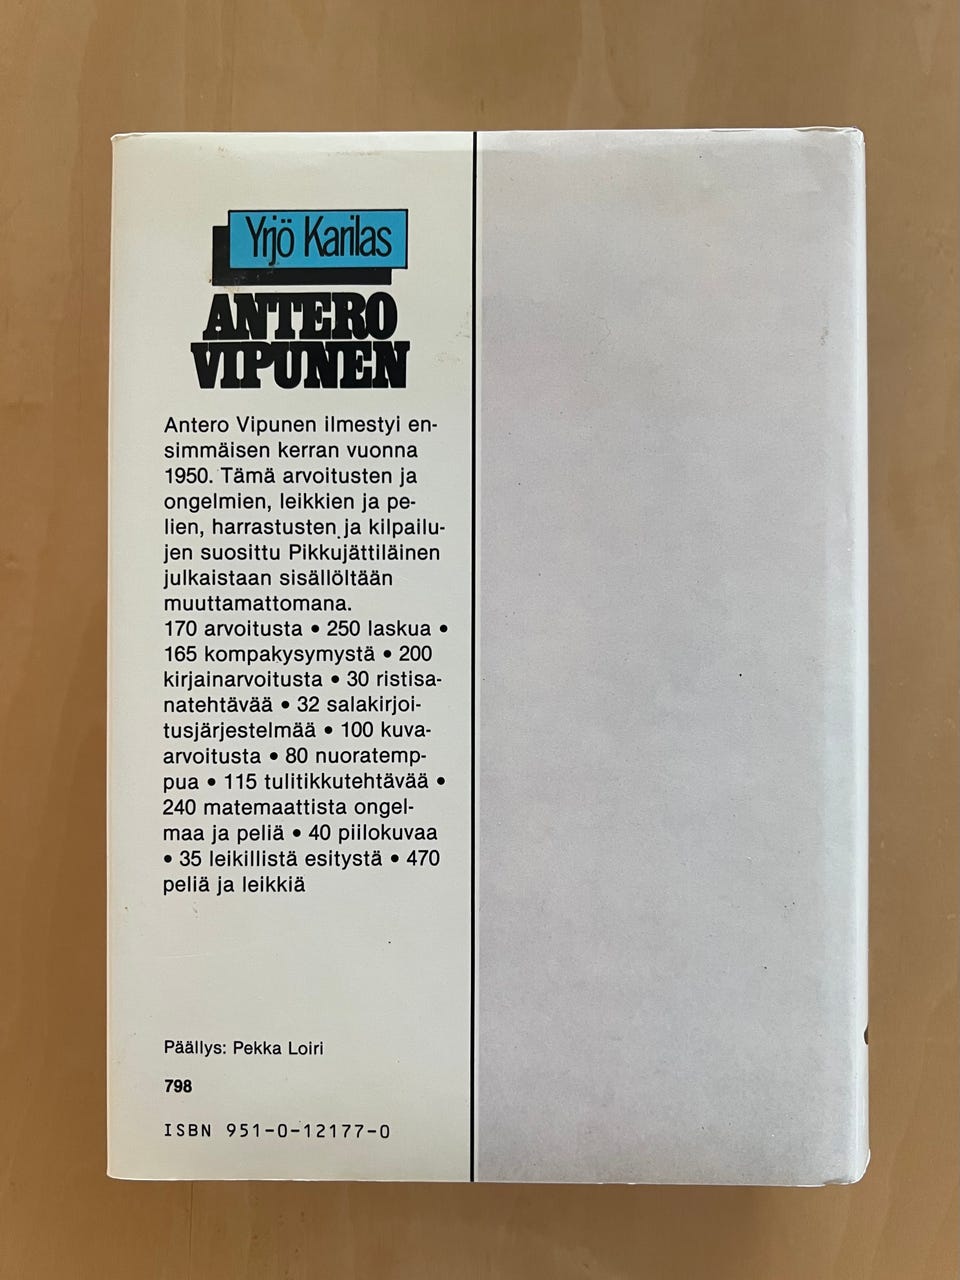 Yrjö Karilas
ANTERO
VIPUNEN
Antero Vipunen ilmestyi en-
simmäisen kerran vuonna
1950. Tämä arvoitusten ja
ongelmien, leikkien ja pe-
lien, harrastusten ja kilpailu-
jen suosittu Pikkujättiläinen
julkaistaan sisällöltään
muuttamattomana.
170 arvoitusta • 250 laskua •
165 kompakysymystä • 200
kirjainarvoitusta • 30 ristisa-
natehtävää • 32 salakirjoi-
tusjärjestelmää • 100 kuva-
arvoitusta • 80 nuoratemp-
pua • 115 tulitikkutehtävää •
240 matemaattista ongel-
maa ja peliä • 40 piilokuvaa
• 35 leikillistä esitystä • 470
peliä ja leikkiä
Päällys: Pekka Loiri
798
ISBN 951-0-12177-0